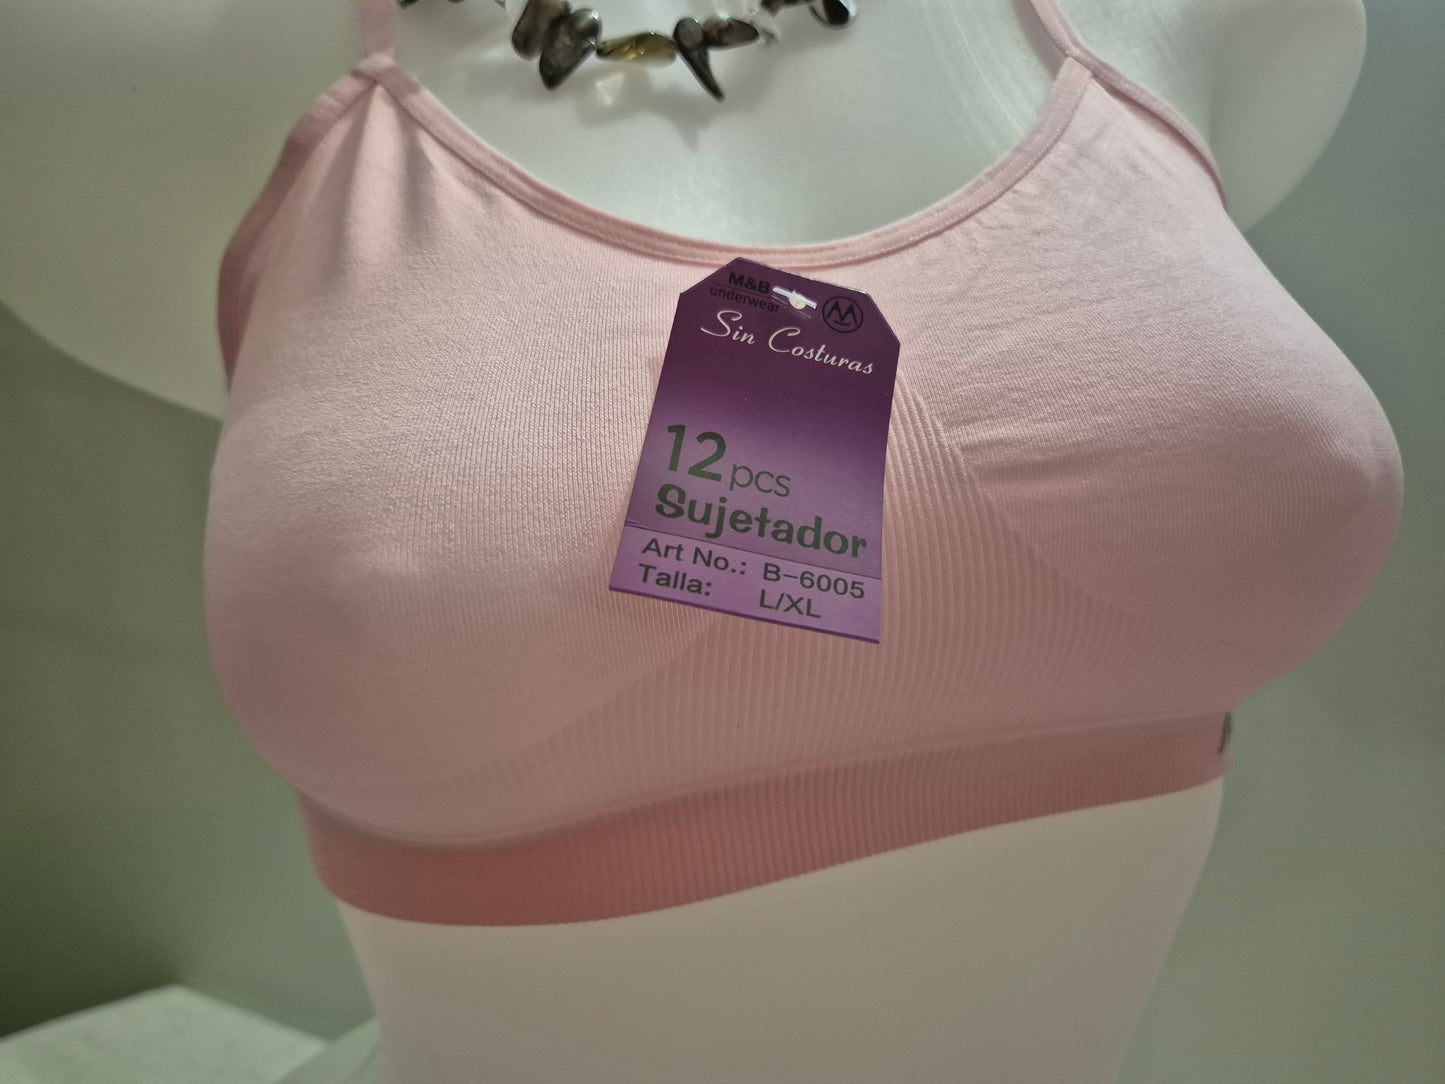 M&B
underwear
Sin Costuras
12 pcs
Sujetador
Art No.: B-6005
Talla: L/XL